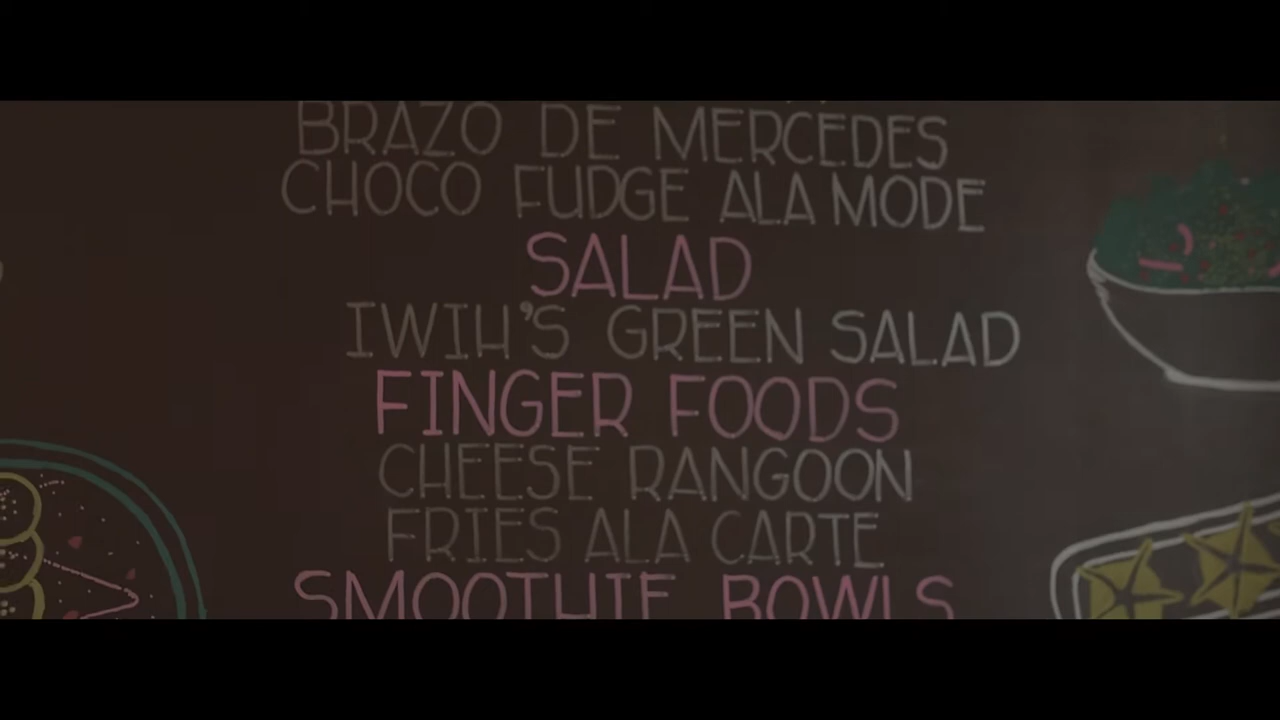 BRAZO DE MERCEDES
CHOCO FUDGE ALA MODE
SALAD
IWIH'S GREEN SALAD
FINGER FOODS
CHEESE RANGOON
FRIES ALA CARTE
SMOOTHIE BOWLS